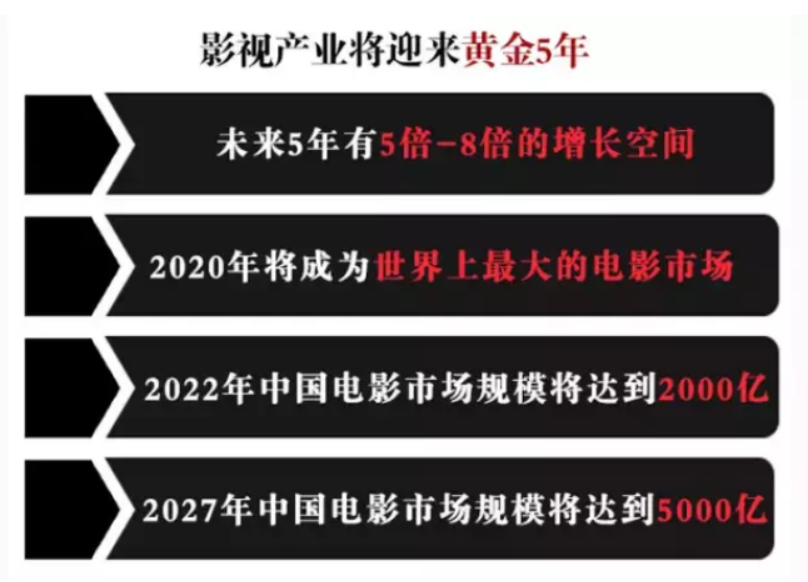 影视产业将迎来黄金5年
未来5年有5倍-8倍的增长空间
2020年将成为世界上最大的电影市场
2022年中国电影市场规模将达到2000亿
2027年中国电影市场规模将达到5000亿